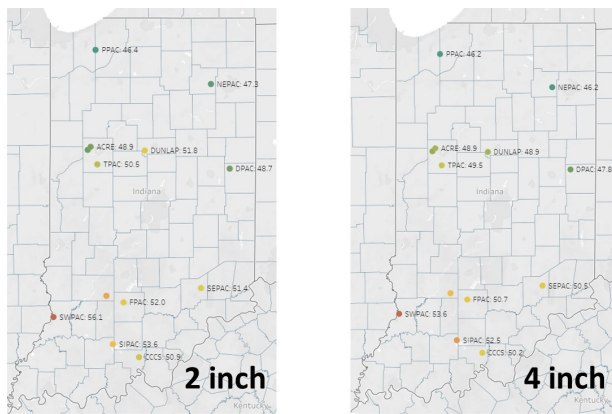 PPAC: 46.4
NEPAC: 47.3
ACRE: 48.9
DUNLAP: 51.8
TPAC: 50.5
DPAC: 48.7
Indiana
SEPAC: 51.4
FPAC: 52.0
SWPAC: 56.1
SIPAC: 53.6
CCCS: 50.9
2 inch
Kentucky
PPAC: 46.2
NEPAC: 46.2
ACRE: 48.9
DUNLAP: 48.9
TPAC: 49.5
DPAC: 47.8
Indiana
SEPAC: 50.5
FPAC: 50.7
SWPAC: 53.6
SIPAC: 52.5
CCCS: 50.2
4 inch
Kentucky